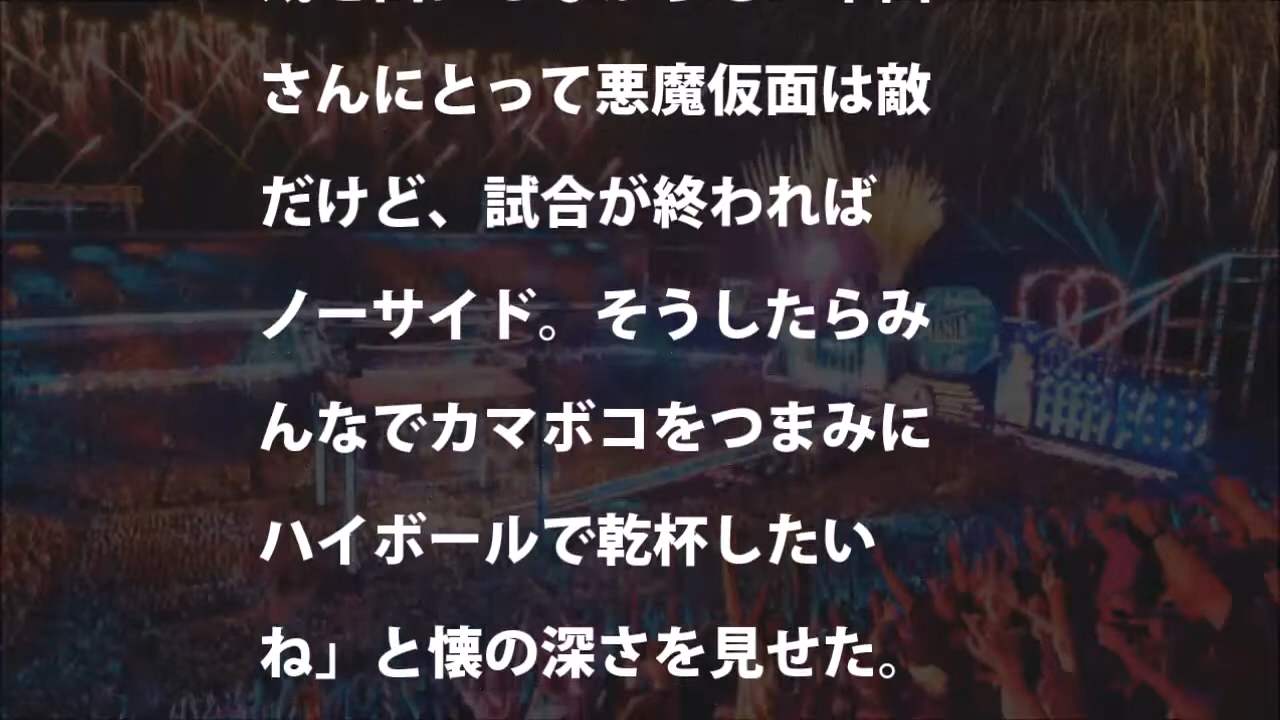 さんにとって悪魔仮面は敵
だけど、試合が終われば
ノーサイド。そうしたらみ
んなでカマボコをつまみに
ハイボールで乾杯したい
ね」と懐の深さを見せた。